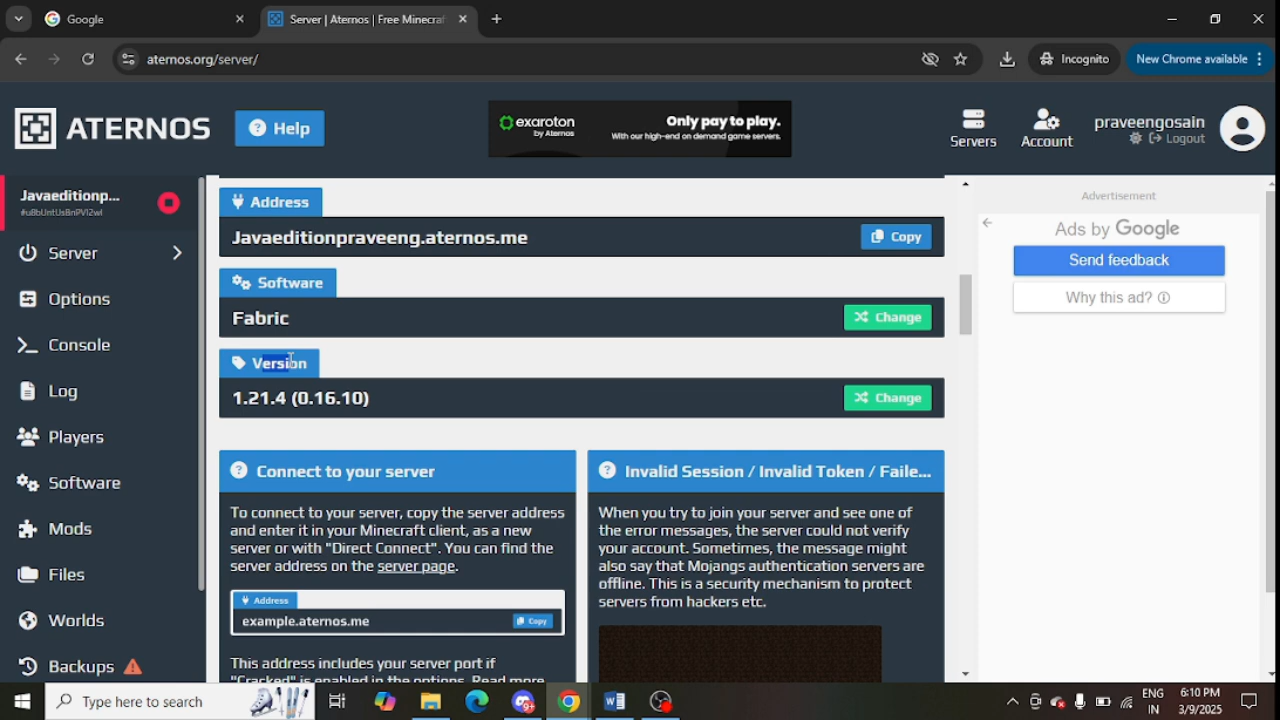 Google
Server | Aternos | Free Minecraf
aternos.org/server/
Incognito
New Chrome available
ATERNOS
Help
exaroton
by Aternos
Only pay to play.
With our high-end on demand game servers.
Servers
Account
praveengosain
Logout
Javaeditionp...
Server
Options
Console
Log
Players
Software
Mods
Files
Worlds
Backups
Address
Javaeditionpraveeng.aternos.me
Copy
Software
Fabric
Change
Version
1.21.4 (0.16.10)
Change
Connect to your server
To connect to your server, copy the server address
and enter it in your Minecraft client, as a new
server or with "Direct Connect". You can find the
server address on the server page.
Address
example.aternos.me
Copy
This address includes your server port if
"Cracked" is enabled in the options. Read more
Invalid Session / Invalid Token / Faile...
When you try to join your server and see one of
the error messages, the server could not verify
your account. Sometimes, the message might
also say that Mojangs authentication servers are
offline. This is a security mechanism to protect
servers from hackers etc.
Advertisement
Ads by Google
Send feedback
Why this ad?
Type here to search
ENG
IN
6:10 PM
3/9/2025